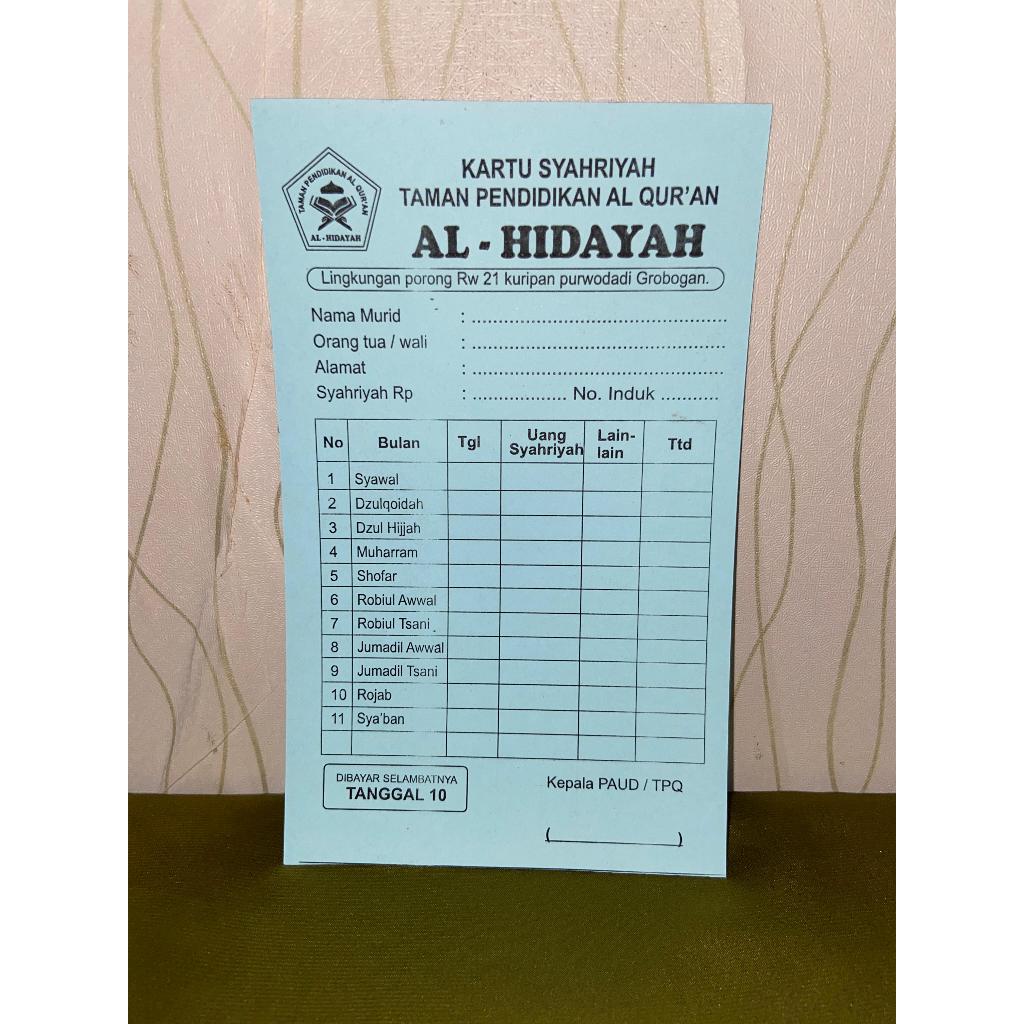 TAMAN PENDIDIKAN AL QUR'AN
AL - HIDAYAH
KARTU SYAHRIYAH
TAMAN PENDIDIKAN AL QUR'AN
AL - HIDAYAH
Lingkungan porong Rw 21 kuripan purwodadi Grobogan.
Nama Murid : ................................................
Orang tua / wali : ................................................
Alamat : ................................................
Syahriyah Rp : .................. No. Induk ...........
No Bulan Tgl Uang Syahriyah Lain-lain Ttd
1 Syawal
2 Dzulqoidah
3 Dzul Hijjah
4 Muharram
5 Shofar
6 Robiul Awwal
7 Robiul Tsani
8 Jumadil Awwal
9 Jumadil Tsani
10 Rojab
11 Sya'ban
DIBAYAR SELAMBATNYA
TANGGAL 10
Kepala PAUD / TPQ
(..............................)